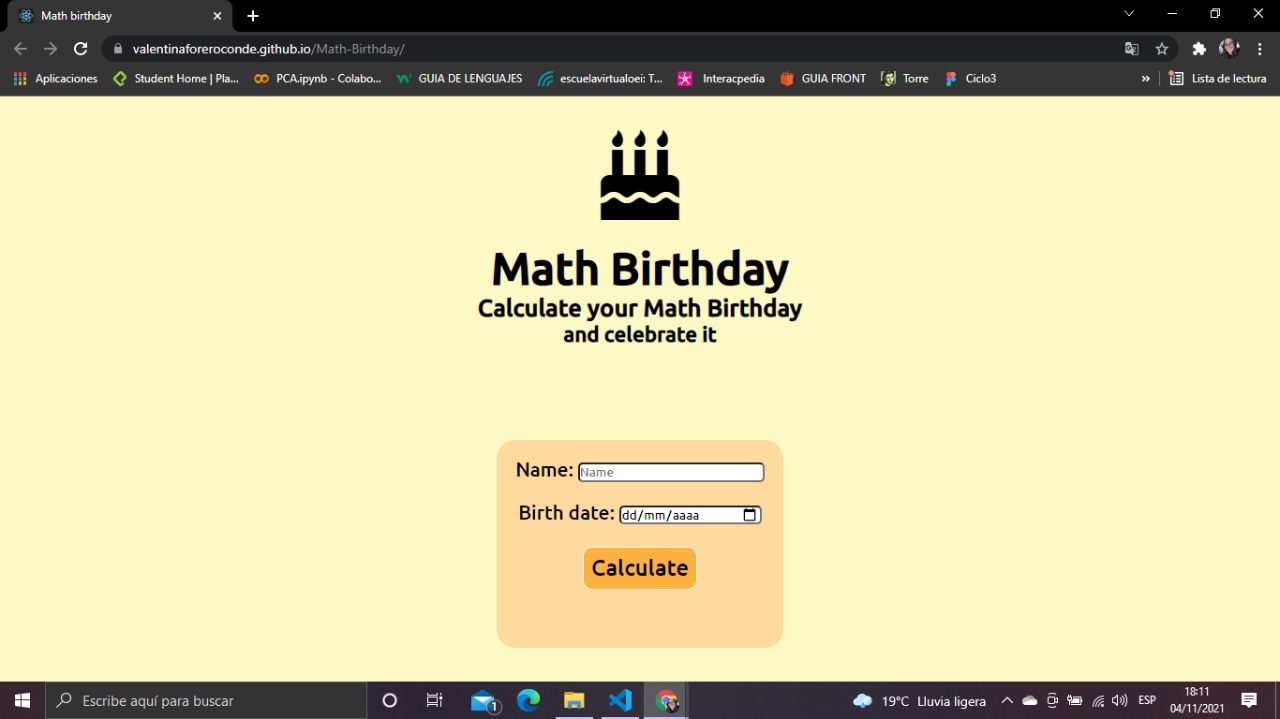 Math birthday
valentinaforeroconde.github.io/Math-Birthday/
Aplicaciones Student Home | Pla... PCA.ipynb - Colabo... GUIA DE LENGUAJES escuelavirtualoei: T... Interacpedia GUIA FRONT Torre Ciclo3 » Lista de lectura
Math Birthday
Calculate your Math Birthday
and celebrate it
Name: Name
Birth date: dd/mm/aaaa
Calculate
Escribe aquí para buscar 1 19°C Lluvia ligera ESP 18:11
04/11/2021